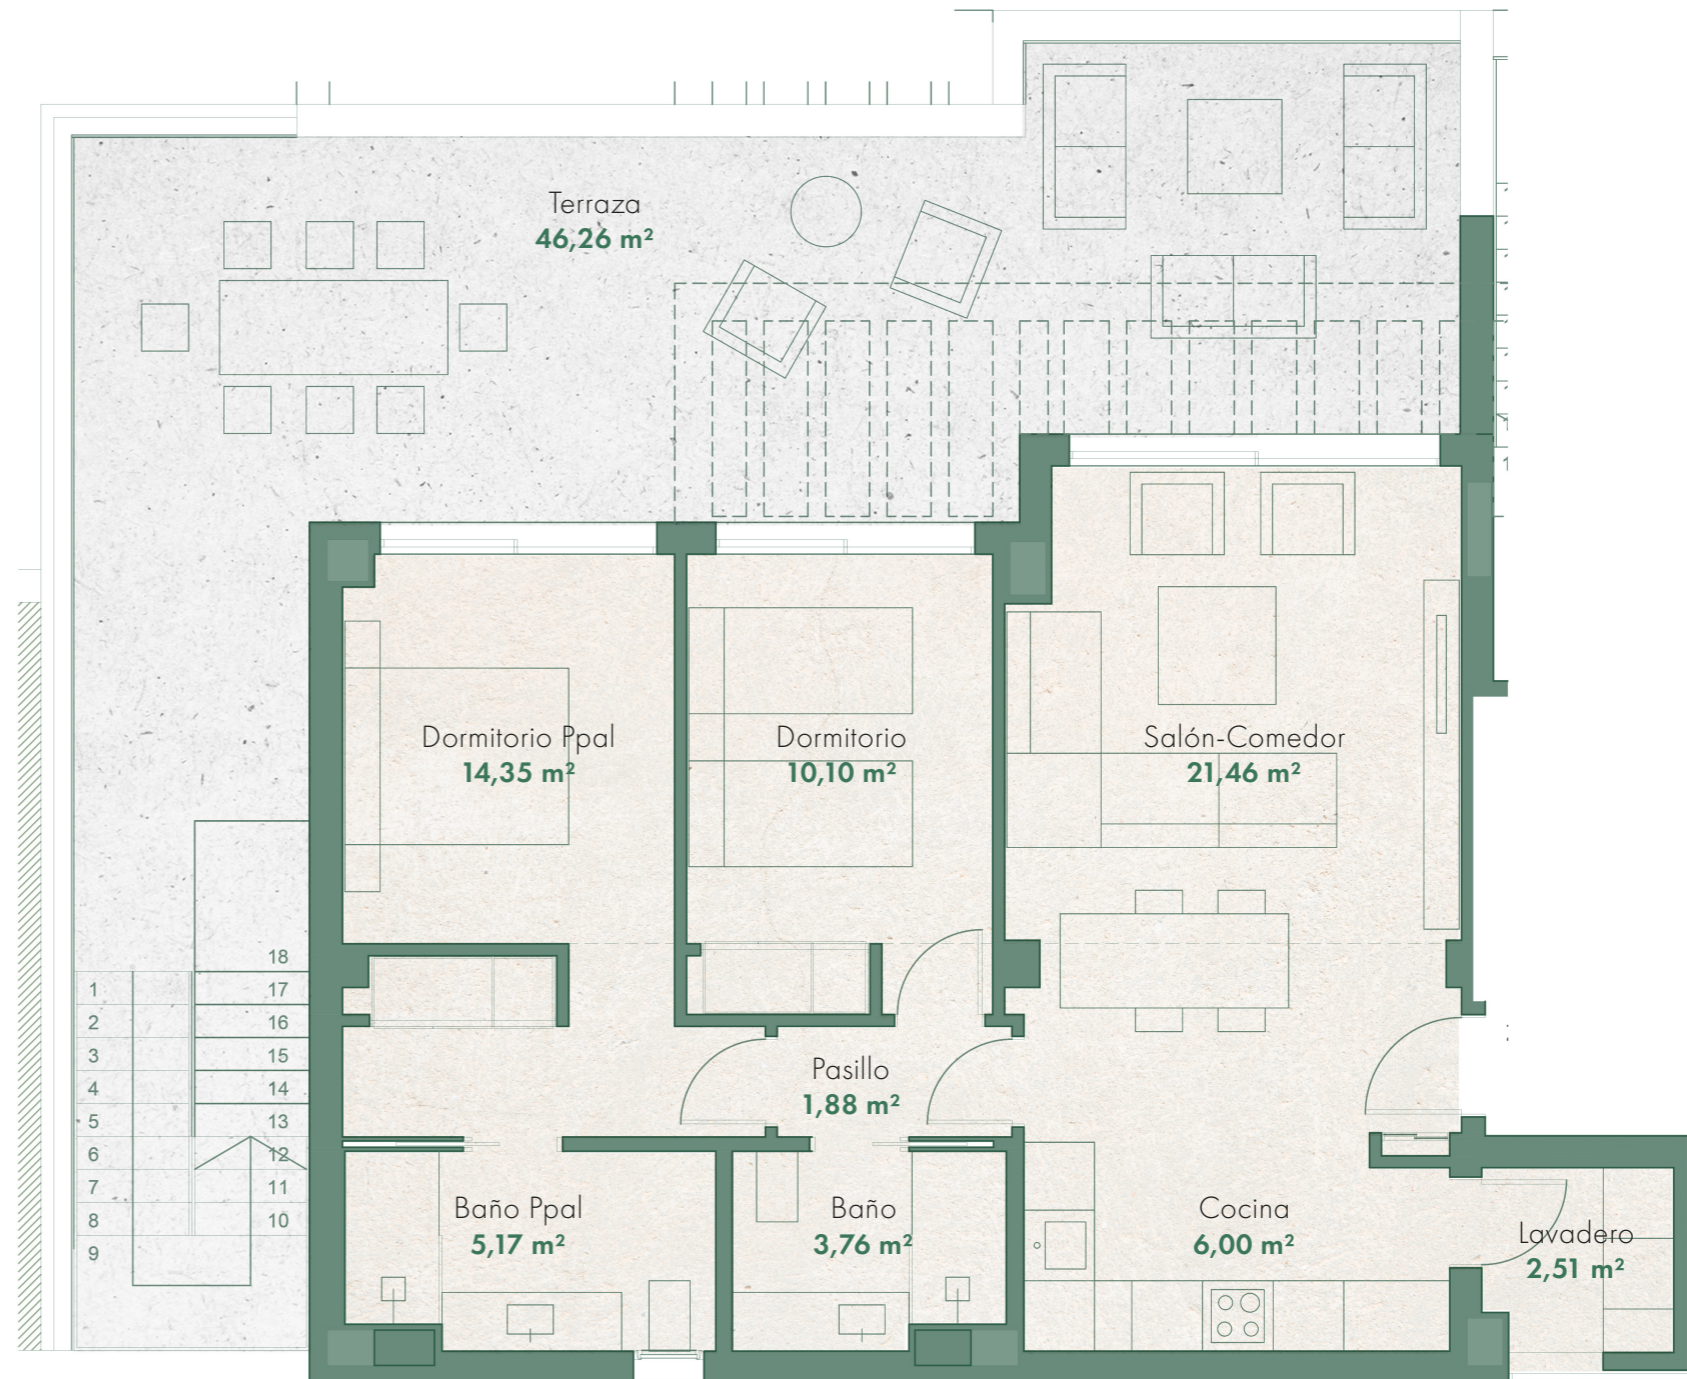 Terraza
46,26 m²
Dormitorio Ppal
14,35 m²
Dormitorio
10,10 m²
Salón-Comedor
21,46 m²
18
1
17
2
16
3
15
4
14
5
13
6
12
7
11
8
10
9
Pasillo
1,88 m²
Baño Ppal
5,17 m²
Baño
3,76 m²
Cocina
6,00 m²
Lavadero
2,51 m²